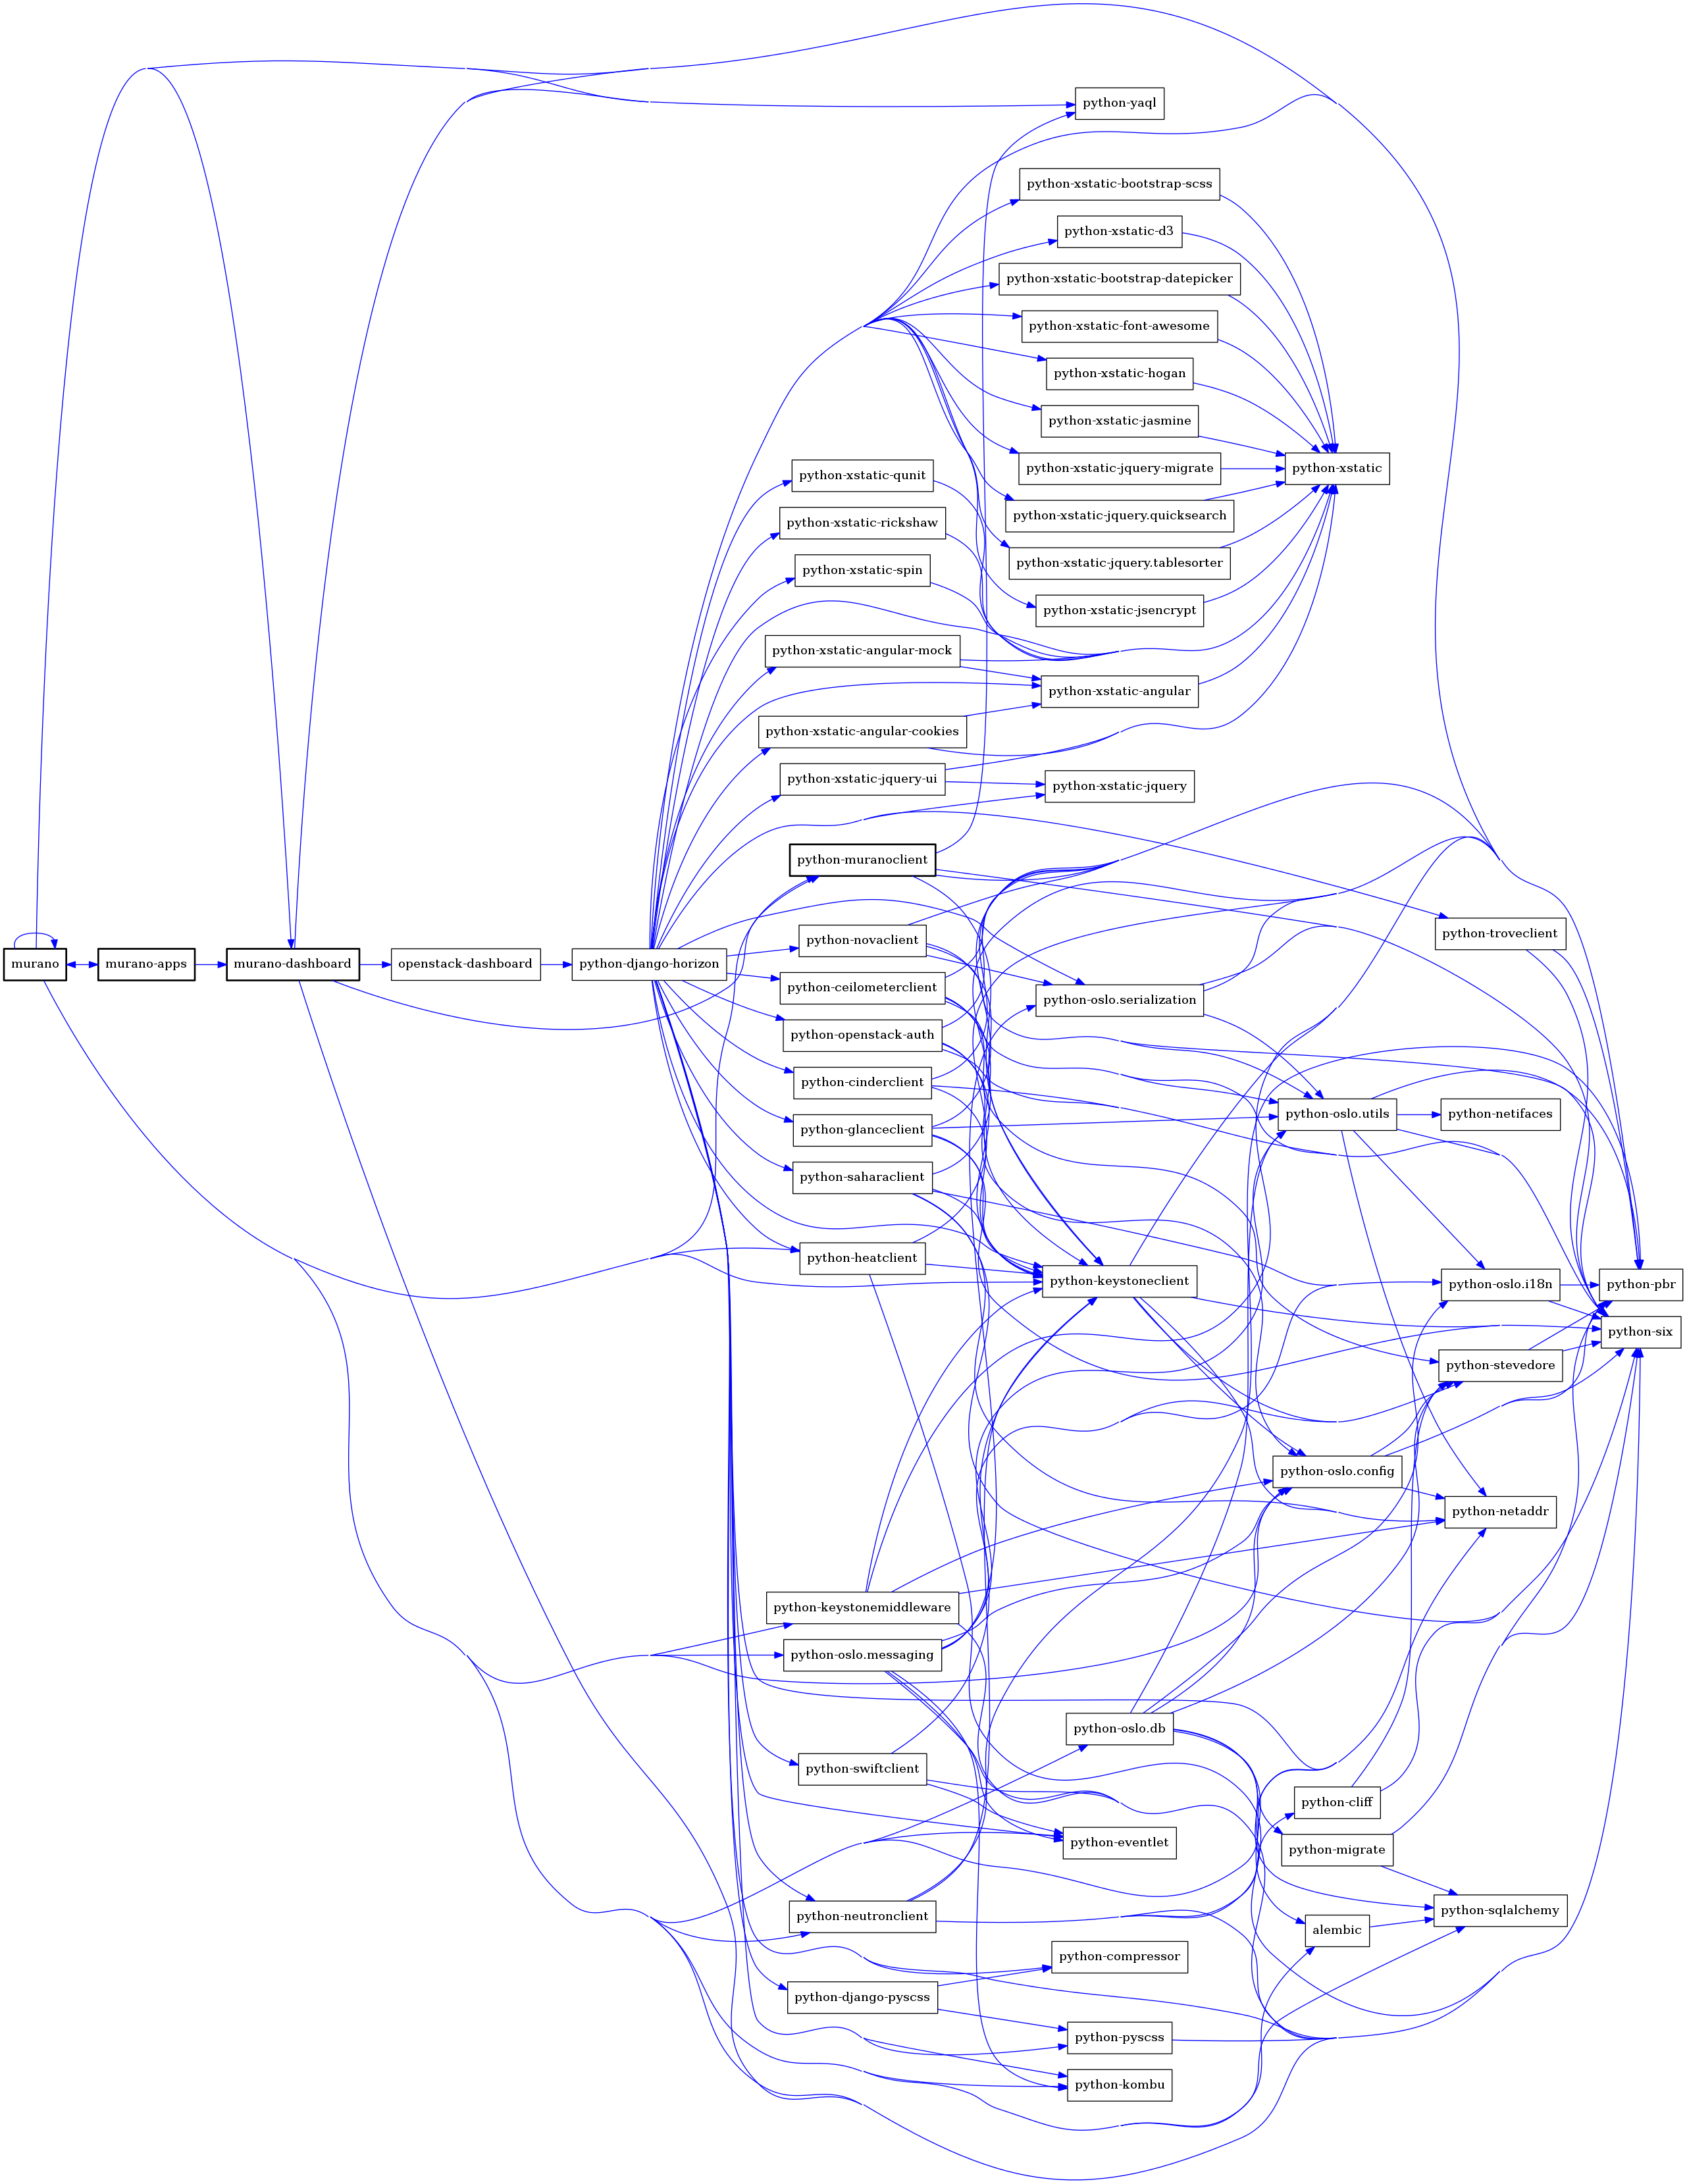 python-yaql
python-xstatic-bootstrap-scss
python-xstatic-d3
python-xstatic-bootstrap-datepicker
python-xstatic-font-awesome
python-xstatic-hogan
python-xstatic-jasmine
python-xstatic-jquery-migrate
python-xstatic
python-xstatic-qunit
python-xstatic-jquery.quicksearch
python-xstatic-rickshaw
python-xstatic-jquery.tablesorter
python-xstatic-spin
python-xstatic-jsencrypt
python-xstatic-angular-mock
python-xstatic-angular
python-xstatic-angular-cookies
python-xstatic-jquery-ui
python-xstatic-jquery
python-muranoclient
python-troveclient
python-novaclient
murano
murano-apps
murano-dashboard
openstack-dashboard
python-django-horizon
python-ceilometerclient
python-oslo.serialization
python-openstack-auth
python-cinderclient
python-oslo.utils
python-netifaces
python-glanceclient
python-saharaclient
python-heatclient
python-keystoneclient
python-oslo.i18n
python-pbr
python-six
python-stevedore
python-oslo.config
python-netaddr
python-keystonemiddleware
python-oslo.messaging
python-oslo.db
python-swiftclient
python-cliff
python-eventlet
python-migrate
python-sqlalchemy
python-neutronclient
alembic
python-compressor
python-django-pyscss
python-pyscss
python-kombu